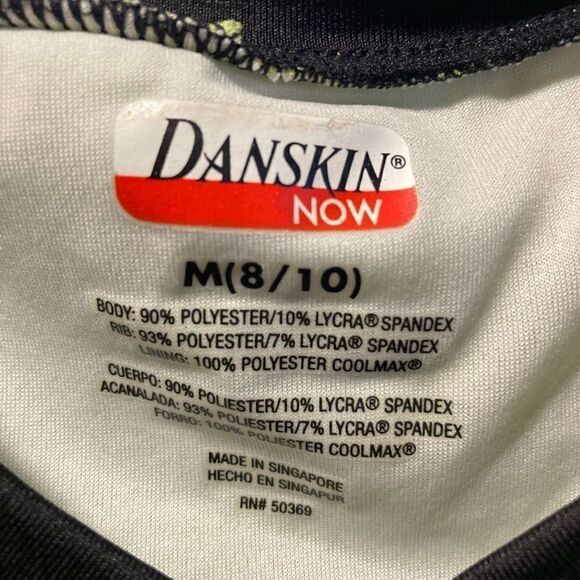 DANSKIN®
NOW
M(8/10)
BODY: 90% POLYESTER/10% LYCRA® SPANDEX
RIB: 93% POLYESTER/7% LYCRA® SPANDEX
LINING: 100% POLYESTER COOLMAX®
CUERPO: 90% POLIESTER/10% LYCRA® SPANDEX
ACANALADA: 93% POLIESTER/7% LYCRA® SPANDEX
FORRO: 100% POLIESTER COOLMAX®
MADE IN SINGAPORE
HECHO EN SINGAPUR
RN# 50369